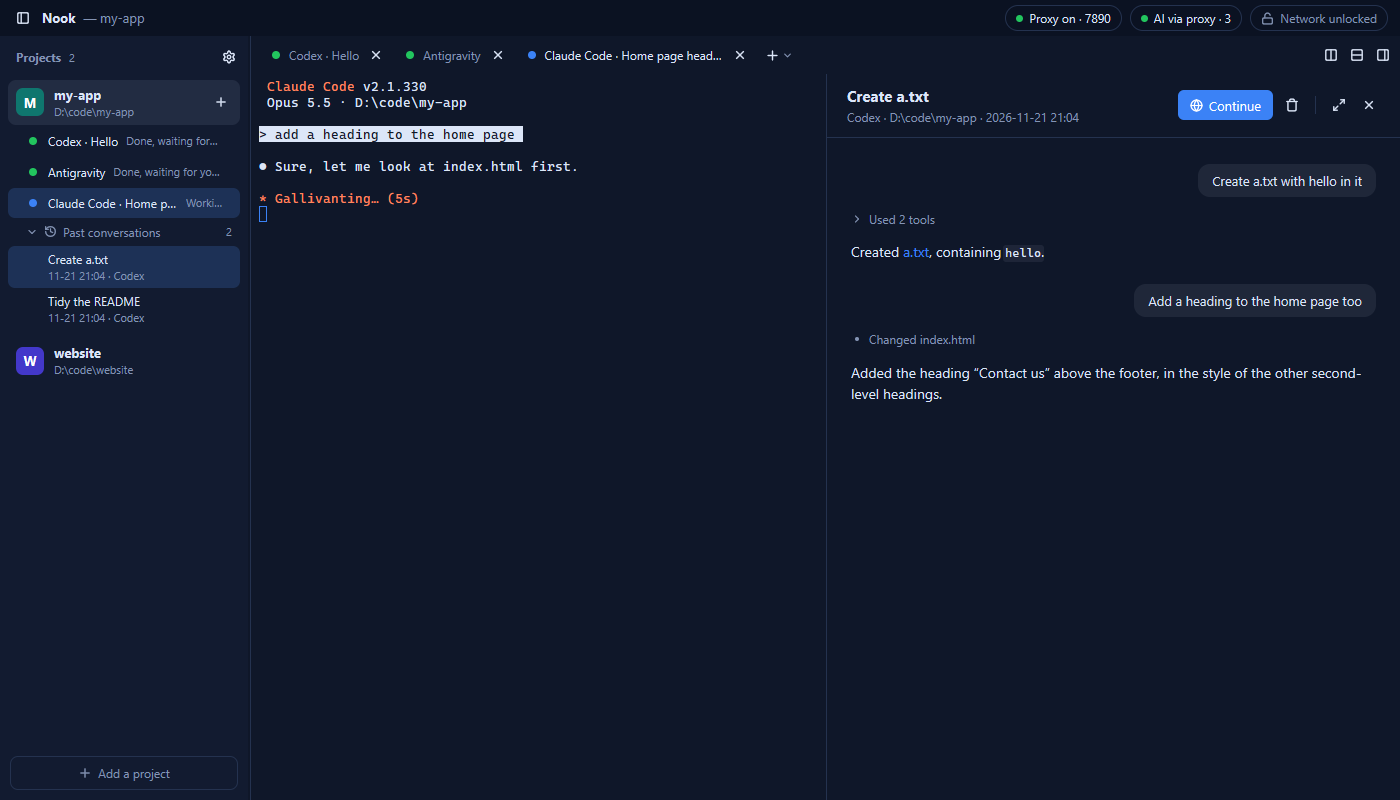 Nook — my-app
Proxy on · 7890
AI via proxy · 3
Network unlocked
Projects 2
M
my-app
D:\code\my-app
Codex · Hello Done, waiting for...
Antigravity Done, waiting for yo...
Claude Code · Home p... Worki...
Past conversations 2
Create a.txt
11-21 21:04 · Codex
Tidy the README
11-21 21:04 · Codex
W
website
D:\code\website
+ Add a project
Codex · Hello
Antigravity
Claude Code · Home page head...
Claude Code v2.1.330
Opus 5.5 · D:\code\my-app
> add a heading to the home page
● Sure, let me look at index.html first.
* Gallivanting… (5s)
Create a.txt
Codex · D:\code\my-app · 2026-11-21 21:04
Continue
Create a.txt with hello in it
Used 2 tools
Created a.txt, containing hello.
Add a heading to the home page too
Changed index.html
Added the heading “Contact us” above the footer, in the style of the other second-
level headings.